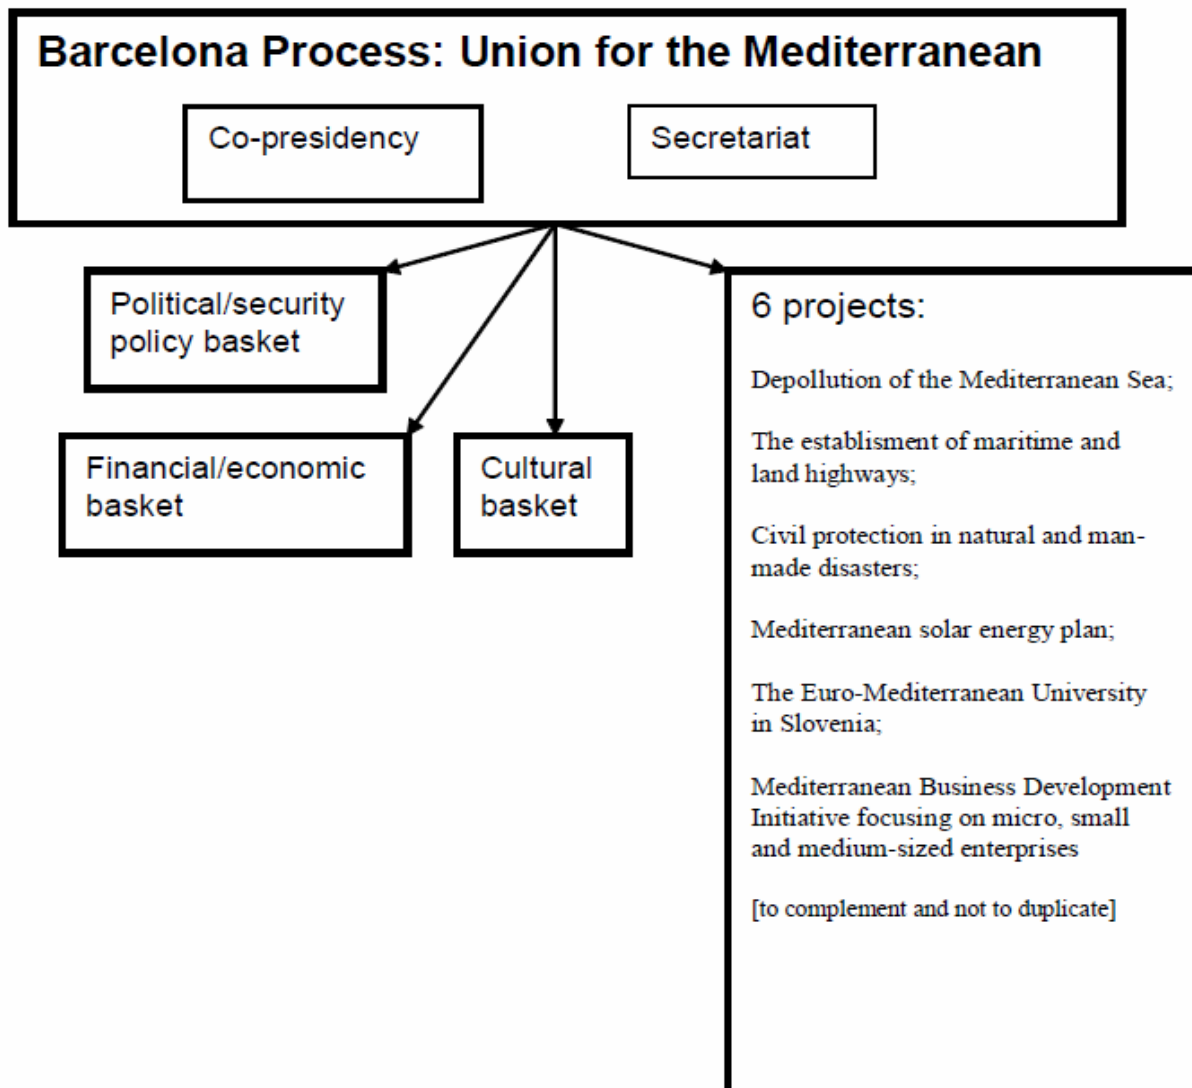 Barcelona Process: Union for the Mediterranean
Co-presidency
Secretariat
Political/security
policy basket
Financial/economic
basket
Cultural
basket
6 projects:
Depollution of the Mediterranean Sea;
The establisment of maritime and
land highways;
Civil protection in natural and man-
made disasters;
Mediterranean solar energy plan;
The Euro-Mediterranean University
in Slovenia;
Mediterranean Business Development
Initiative focusing on micro, small
and medium-sized enterprises
[to complement and not to duplicate]